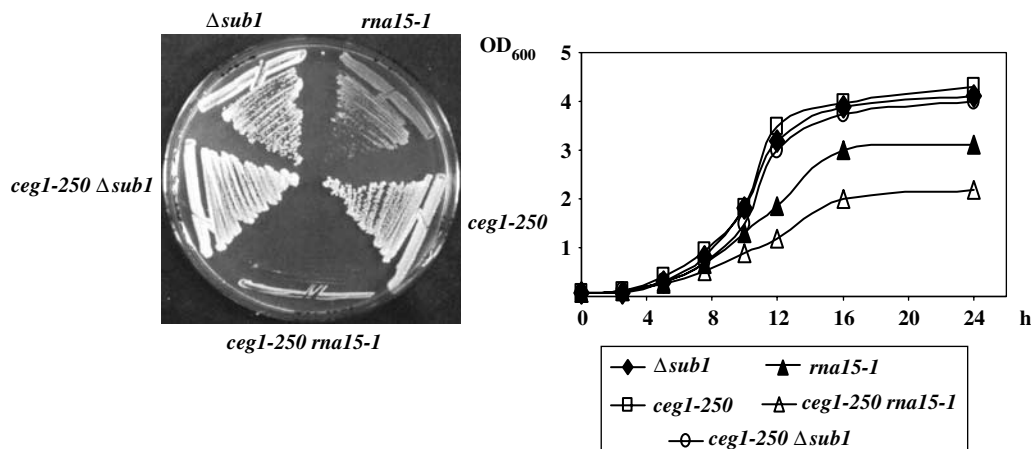 Δsub1 rna15-1
ceg1-250 Δsub1
ceg1-250
ceg1-250 rna15-1
OD600
5
4
3
2
1
0 4 8 12 16 20 24 h
Δsub1 rna15-1
ceg1-250 ceg1-250 rna15-1
ceg1-250 Δsub1